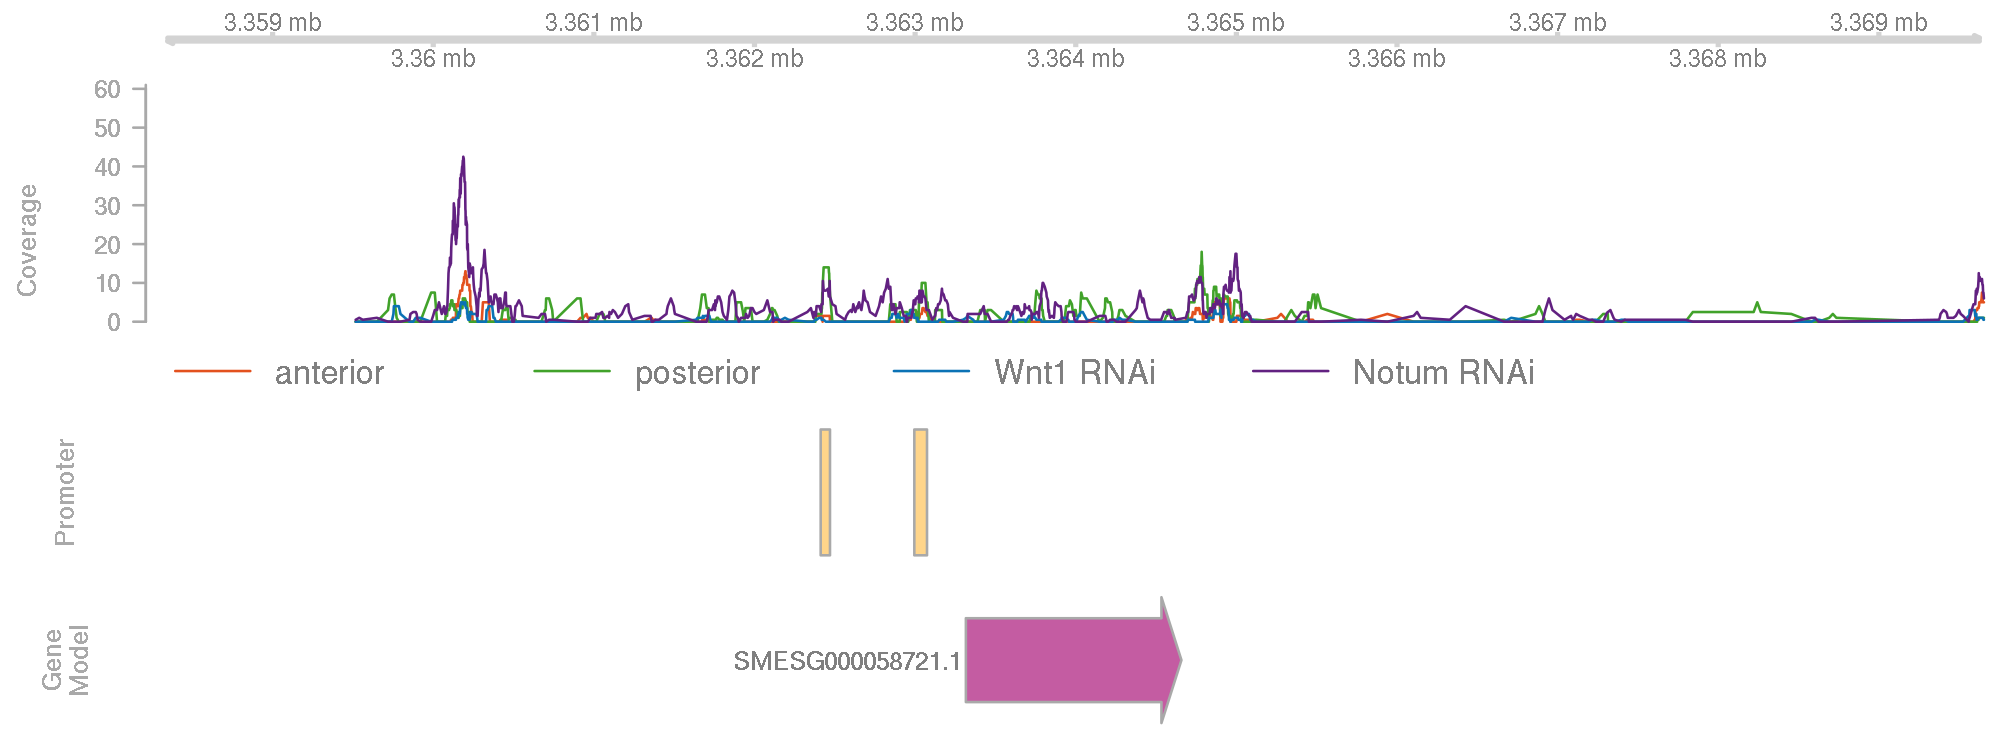 3.359 mb 3.361 mb 3.363 mb 3.365 mb 3.367 mb 3.369 mb
3.36 mb 3.362 mb 3.364 mb 3.366 mb 3.368 mb
60
50
40
30
20
10
0
Coverage
anterior posterior Wnt1 RNAi Notum RNAi
Promoter
Gene
Model
SMESG000058721.1